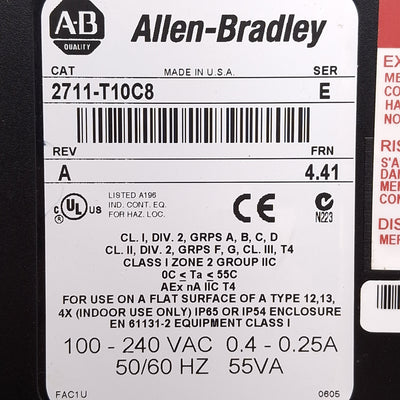 A-B
QUALITY
Allen-Bradley
CAT MADE IN U.S.A. SER
2711-T10C8 E
REV FRN
A 4.41
c UL US
LISTED A196
IND. CONT. EQ.
FOR HAZ. LOC.
CE
N223
CL. I, DIV. 2, GRPS A, B, C, D
CL. II, DIV. 2, GRPS F, G, CL. III, T4
CLASS I ZONE 2 GROUP IIC
0C ≤ Ta ≤ 55C
AEx nA IIC T4
FOR USE ON A FLAT SURFACE OF A TYPE 12,13,
4X (INDOOR USE ONLY) IP65 OR IP54 ENCLOSURE
EN 61131-2 EQUIPMENT CLASS I
100 - 240 VAC 0.4 - 0.25A
50/60 HZ 55VA
FAC1U 0605
RIS
S'A
DIS